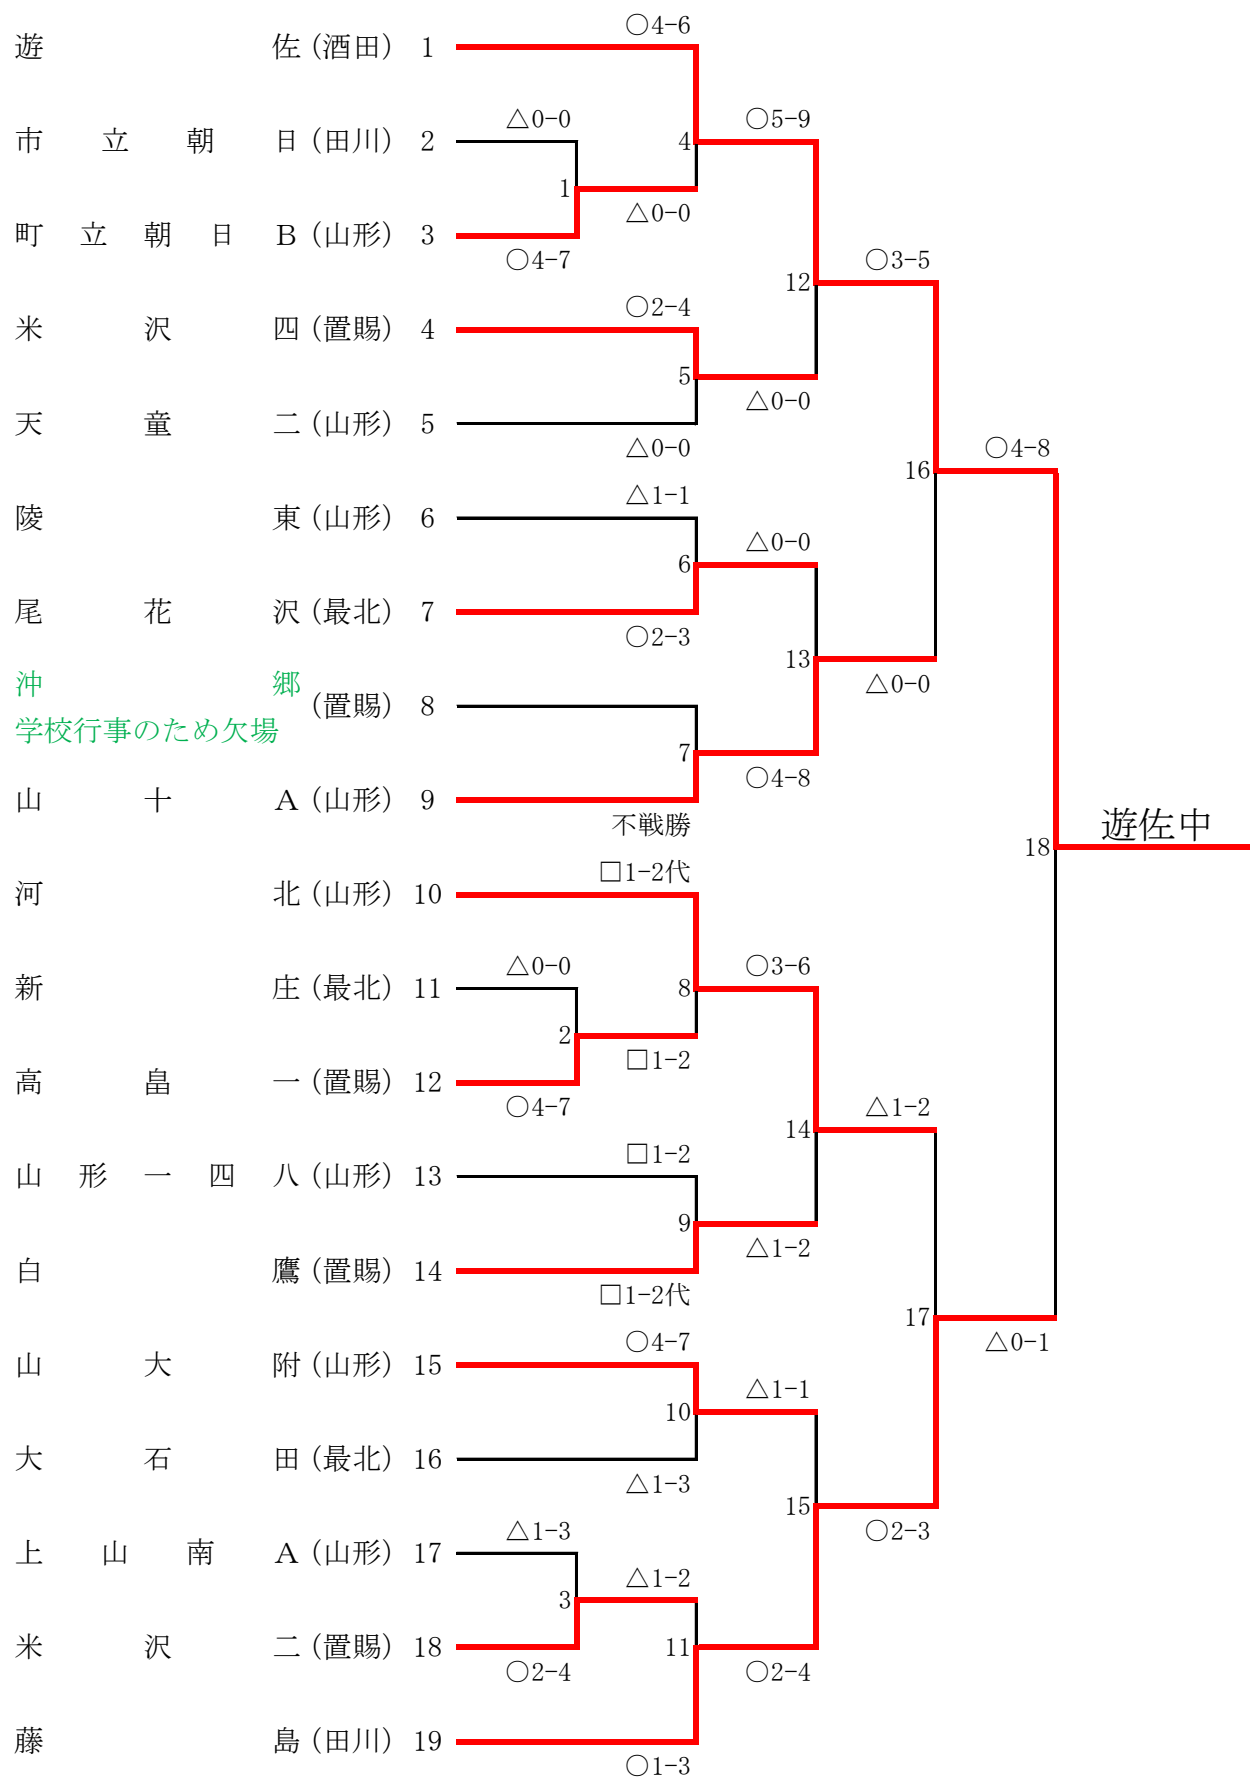 ○4-6
遊佐（酒田） 1
△0-0
○5-9
市立朝日（田川） 2
4
1
△0-0
町立朝日Ｂ（山形） 3
○4-7
○3-5
12
○2-4
米沢四（置賜） 4
5
△0-0
天童二（山形） 5
△0-0
○4-8
16
△1-1
陵東（山形） 6
△0-0
6
尾花沢（最北） 7
○2-3
13
△0-0
沖郷
（置賜） 8
学校行事のため欠場
7
○4-8
山十Ａ（山形） 9
不戦勝
遊佐中
18
□1-2代
河北（山形） 10
△0-0
○3-6
新庄（最北） 11
8
2
□1-2
高畠一（置賜） 12
○4-7
△1-2
14
□1-2
山形一四八（山形） 13
9
△1-2
白鷹（置賜） 14
□1-2代
17
△0-1
○4-7
山大附（山形） 15
△1-1
10
大石田（最北） 16
△1-3
15
○2-3
△1-3
上山南Ａ（山形） 17
△1-2
3
米沢二（置賜） 18
11
○2-4
○2-4
藤島（田川） 19
○1-3